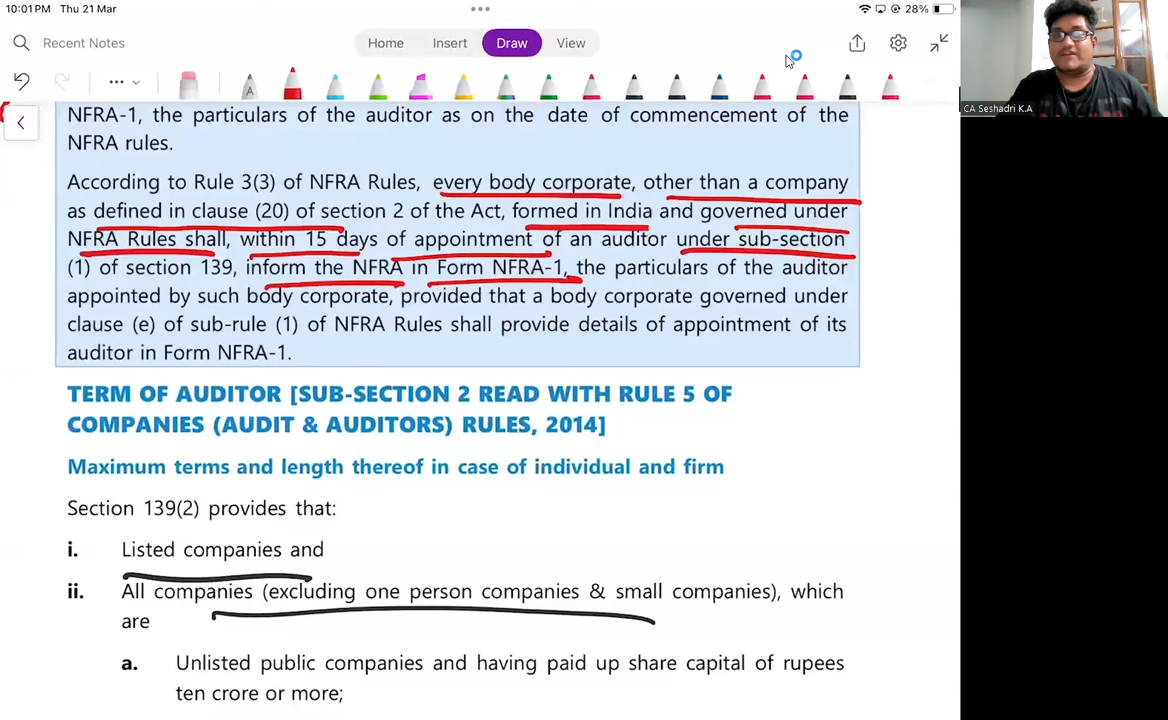 10:01 PM Thu 21 Mar
28%
Recent Notes
Home Insert Draw View
A
CA Seshadri K.A
NFRA-1, the particulars of the auditor as on the date of commencement of the
NFRA rules.
According to Rule 3(3) of NFRA Rules, every body corporate, other than a company
as defined in clause (20) of section 2 of the Act, formed in India and governed under
NFRA Rules shall, within 15 days of appointment of an auditor under sub-section
(1) of section 139, inform the NFRA in Form NFRA-1, the particulars of the auditor
appointed by such body corporate, provided that a body corporate governed under
clause (e) of sub-rule (1) of NFRA Rules shall provide details of appointment of its
auditor in Form NFRA-1.
TERM OF AUDITOR [SUB-SECTION 2 READ WITH RULE 5 OF
COMPANIES (AUDIT & AUDITORS) RULES, 2014]
Maximum terms and length thereof in case of individual and firm
Section 139(2) provides that:
i. Listed companies and
ii. All companies (excluding one person companies & small companies), which
are
a. Unlisted public companies and having paid up share capital of rupees
ten crore or more;